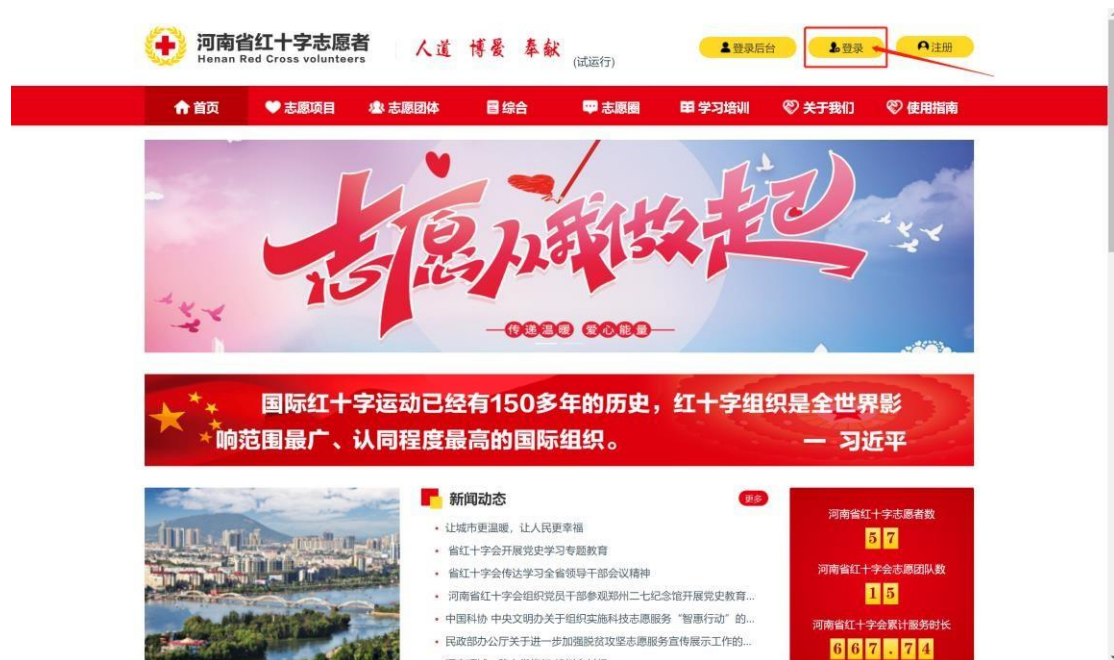 河南省红十字志愿者
Henan Red Cross volunteers
人道 博爱 奉献
(试运行)
登录后台
登录
注册
首页
志愿项目
志愿团体
综合
志愿圈
学习培训
关于我们
使用指南
志愿从我做起
传递温暖 爱心能量
国际红十字运动已经有150多年的历史，红十字组织是全世界影
响范围最广、认同程度最高的国际组织。
— 习近平
新闻动态
更多
让城市更温暖，让人民更幸福
省红十字会开展党史学习专题教育
省红十字会传达学习全省领导干部会议精神
河南省红十字会组织党员干部参观郑州二七纪念馆开展党史教育...
中国科协 中央文明办关于组织实施科技志愿服务“智惠行动”的...
民政部办公厅关于进一步加强脱贫攻坚志愿服务宣传展示工作的...
河南省红十字志愿者数
57
河南省红十字会志愿团队数
15
河南省红十字会累计服务时长
667.74